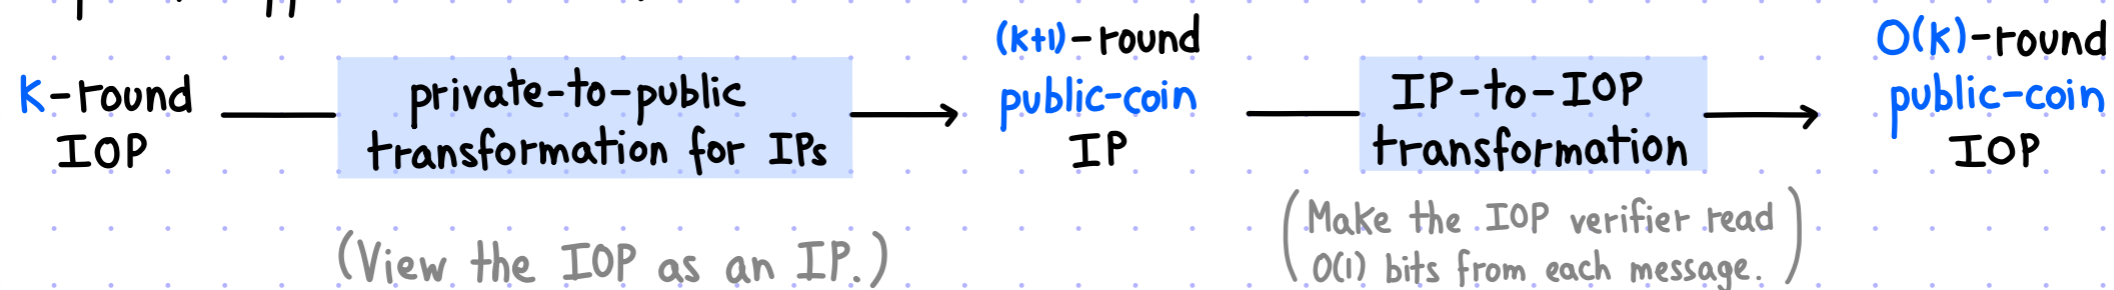 K-round
IOP
private-to-public
transformation for IPs
(View the IOP as an IP.)
(k+1)-round
public-coin
IP
IP-to-IOP
transformation
(Make the IOP verifier read
O(1) bits from each message.)
O(k)-round
public-coin
IOP